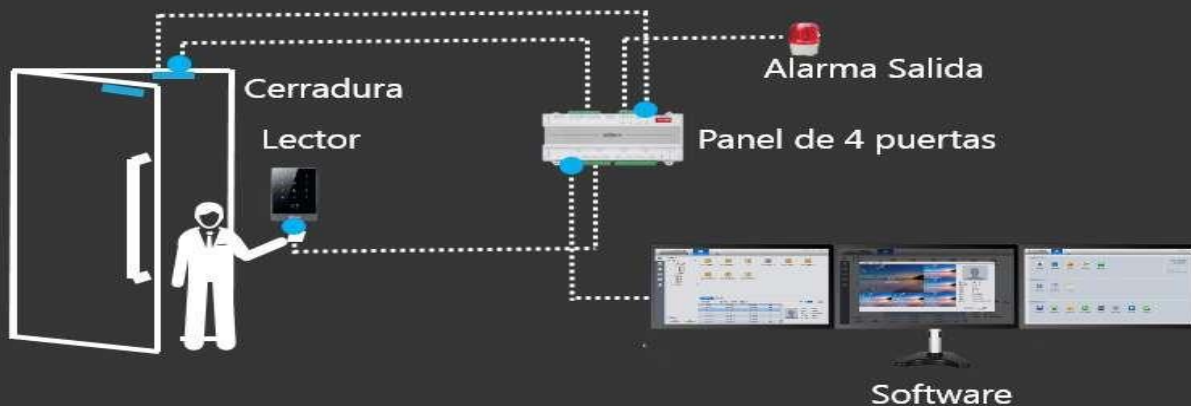 Alarma Salida
Cerradura
Lector
Panel de 4 puertas
Software